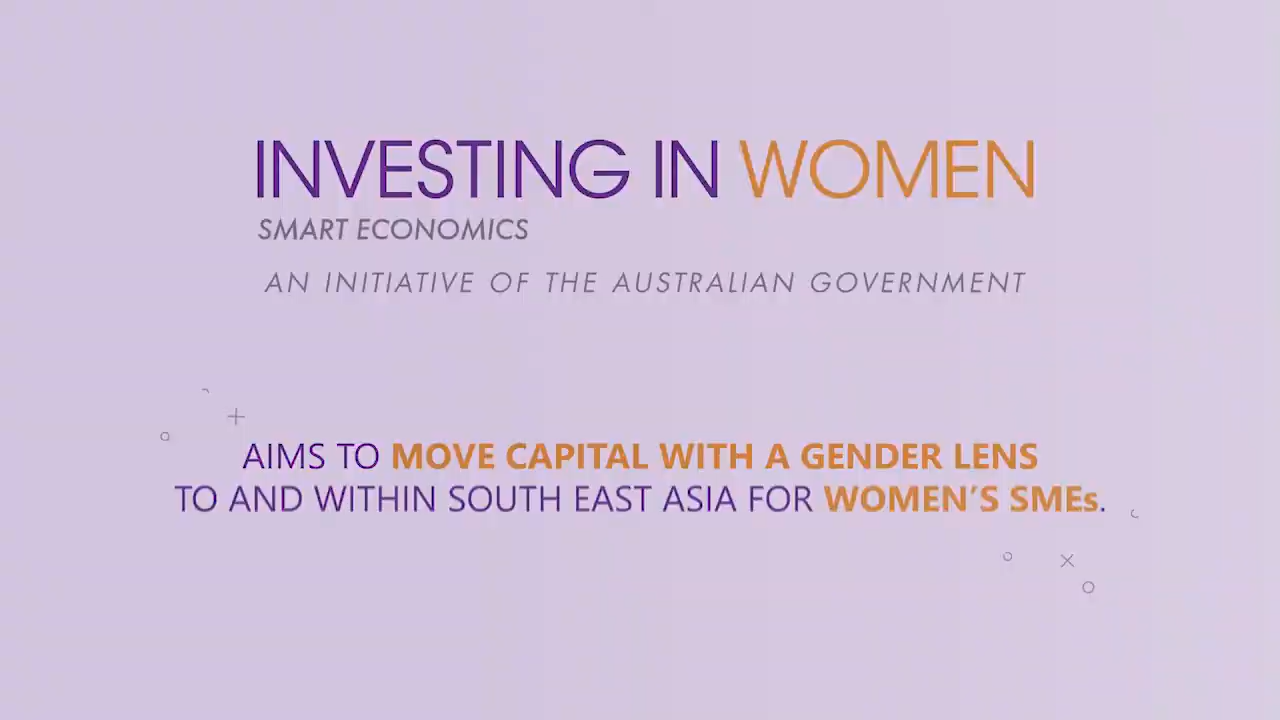 INVESTING IN WOMEN
SMART ECONOMICS
AN INITIATIVE OF THE AUSTRALIAN GOVERNMENT
AIMS TO MOVE CAPITAL WITH A GENDER LENS
TO AND WITHIN SOUTH EAST ASIA FOR WOMEN’S SMEs.